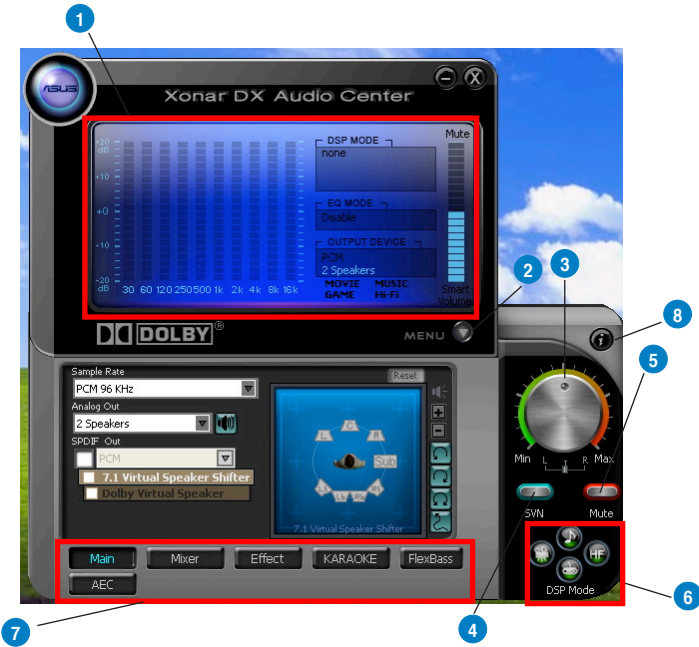 1
ASUS
Xonar DX Audio Center
+20
dB
+10
+0
-10
-20
dB
30 60 120 250 500 1k 2k 4k 8k 16k
DSP MODE
none
EQ MODE
Disable
OUTPUT DEVICE
PCM
2 Speakers
MOVIE MUSIC
GAME Hi-Fi
Mute
Smart
Volume
2
3
DOLBY®
MENU
8
5
i
Sample Rate
PCM 96 KHz
Analog Out
2 Speakers
SPDIF Out
PCM
7.1 Virtual Speaker Shifter
Dolby Virtual Speaker
Reset
L C R
Sub
Ls Lb Rb Rs
7.1 Virtual Speaker Shifter
Min L R Max
SVN Mute
HF
DSP Mode
Main Mixer Effect KARAOKE FlexBass
AEC
6
7
4